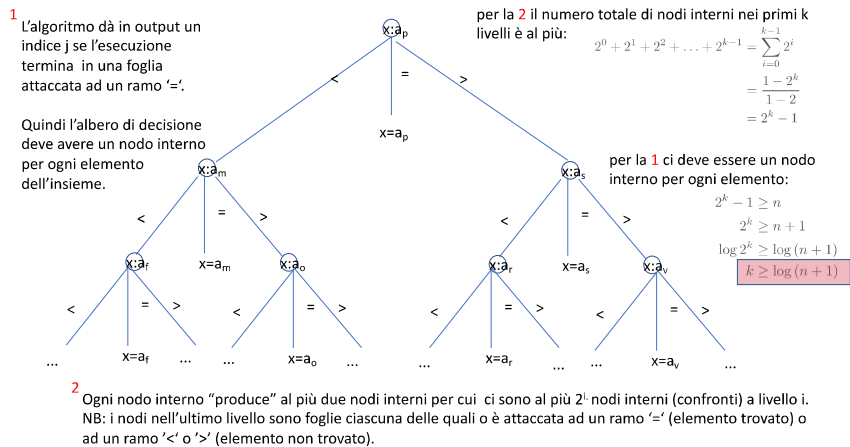 1
L'algoritmo dà in output un
indice j se l'esecuzione
termina in una foglia
attaccata ad un ramo '='.
Quindi l'albero di decisione
deve avere un nodo interno
per ogni elemento
dell'insieme.
per la 2 il numero totale di nodi interni nei primi k
livelli è al più:
2^0 + 2^1 + 2^2 + ... + 2^{k-1} = \sum_{i=0}^{k-1} 2^i
= \frac{1 - 2^k}{1 - 2}
= 2^k - 1
x:a_p
< = >
x=a_p
per la 1 ci deve essere un nodo
interno per ogni elemento:
2^k - 1 ≥ n
2^k ≥ n + 1
log 2^k ≥ log (n + 1)
k ≥ log (n + 1)
x:a_m x:a_s
< = > < = >
x:a_f x=a_m x:a_o x:a_r x=a_s x:a_v
< = > < = > < = > < = >
... x=a_f ... ... x=a_o ... ... x=a_r ... ... x=a_v ...
2
Ogni nodo interno "produce" al più due nodi interni per cui ci sono al più 2^i nodi interni (confronti) a livello i.
NB: i nodi nell'ultimo livello sono foglie ciascuna delle quali o è attaccata ad un ramo '=' (elemento trovato) o
ad un ramo '<' o '>' (elemento non trovato).